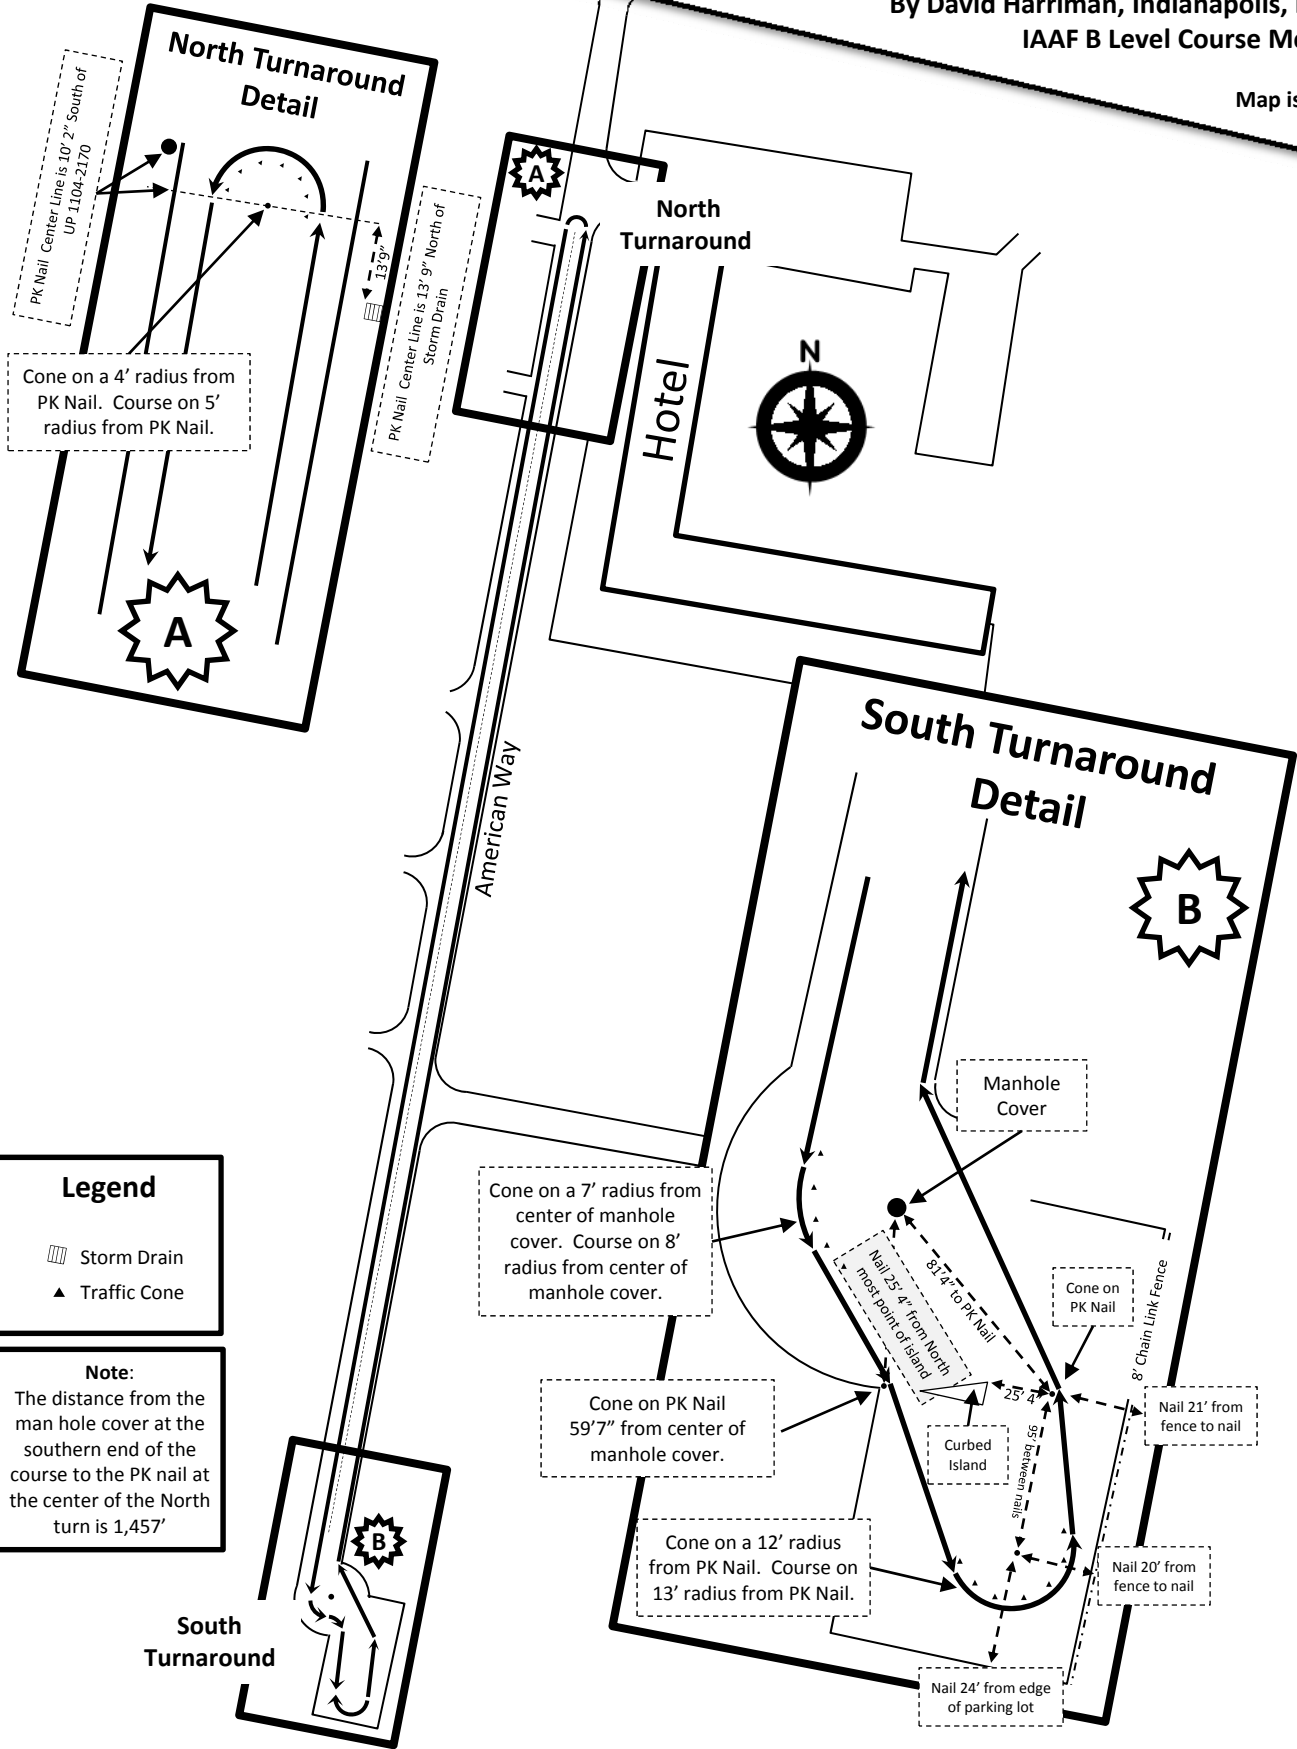 By David Harriman, Indianapolis,
IAAF B Level Course
Map is
North Turnaround
Detail
PK Nail Center Line is 10' 2" South of
UP 1104-2170
13'9"
PK Nail Center Line is 13' 9" North of
Storm Drain
Cone on a 4' radius from
PK Nail. Course on 5'
radius from PK Nail.
A
A
North
Turnaround
Hotel
N
American Way
South Turnaround
Detail
B
Manhole
Cover
Cone on a 7' radius from
center of manhole
cover. Course on 8'
radius from center of
manhole cover.
Nail 25' 4" from North
most point of island
81'4" to PK Nail
Cone on
PK Nail
8' Chain Link Fence
25' 4"
Nail 21' from
fence to nail
Cone on PK Nail
59'7" from center of
manhole cover.
Curbed
Island
95' between nails
Cone on a 12' radius
from PK Nail. Course on
13' radius from PK Nail.
Nail 20' from
fence to nail
Nail 24' from edge
of parking lot
Legend
Storm Drain
Traffic Cone
Note:
The distance from the
man hole cover at the
southern end of the
course to the PK nail at
the center of the North
turn is 1,457'
B
South
Turnaround